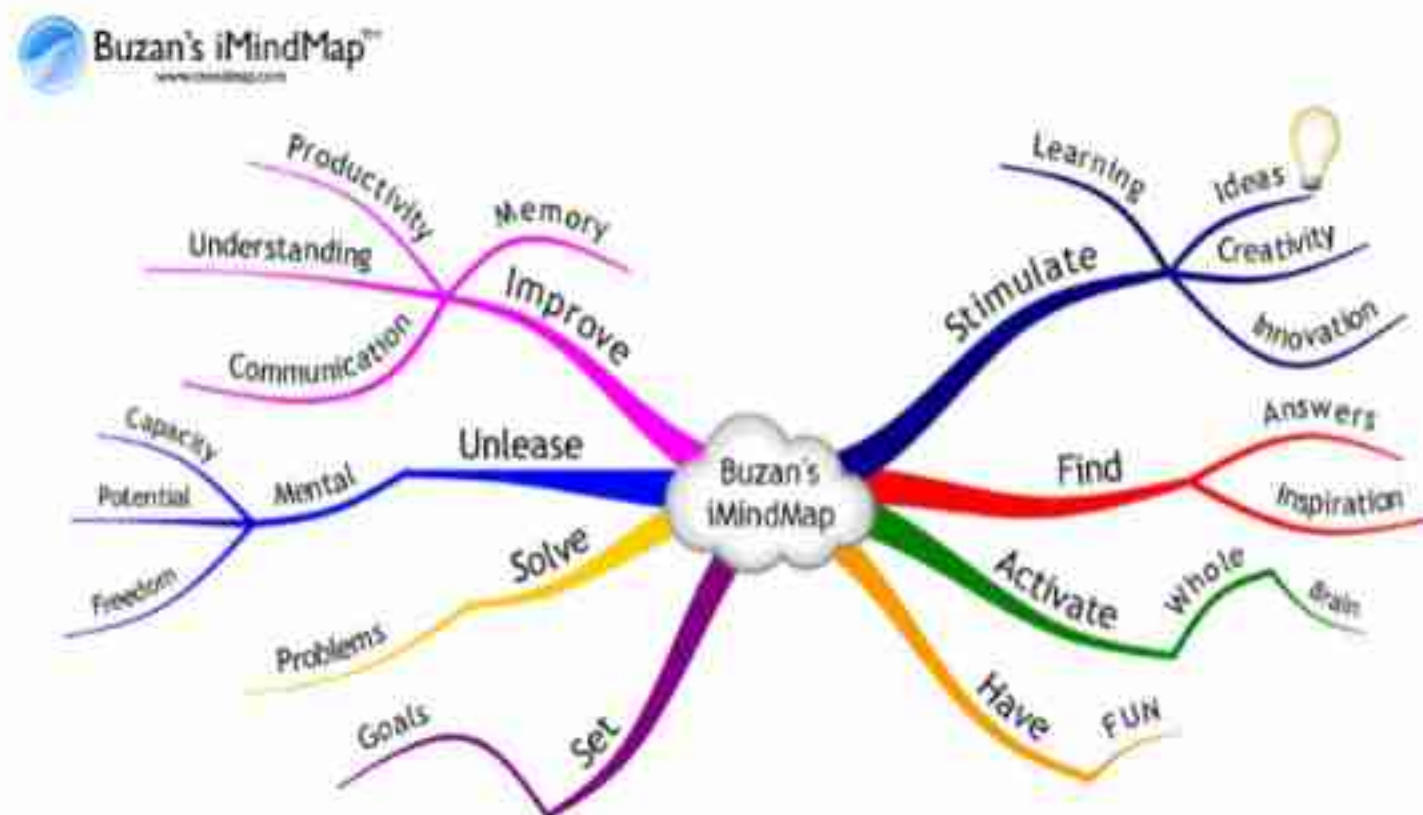 Buzan's iMindMap™
Productivity
Memory
Understanding
Improve
Communication
Learning
Ideas
Creativity
Stimulate
Innovation
Capacity
Unlease
Mental
Potential
Freedom
Buzan's
iMindMap
Answers
Find
Inspiration
Solve
Problems
Activate
Whole
Brain
Goals
Set
Have
FUN